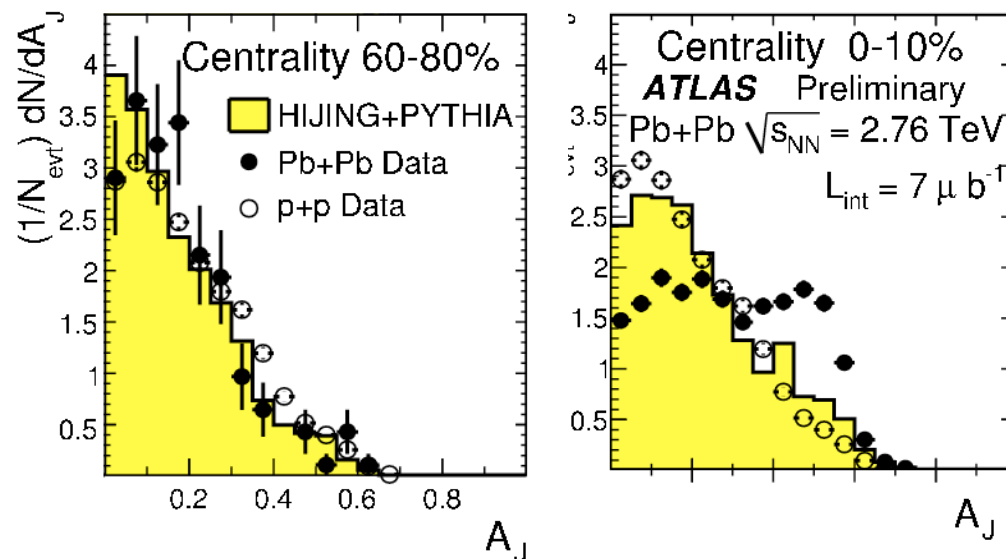 Centrality 60-80%
HIJING+PYTHIA
Pb+Pb Data
p+p Data
(1/N_evt) dN/dA_J
4
3.5
3
2.5
2
1.5
1
0.5
0.2 0.4 0.6 0.8
A_J
Centrality 0-10%
ATLAS Preliminary
Pb+Pb √s_NN = 2.76 TeV
L_int = 7 μ b⁻¹
4
3.5
3
2.5
2
1.5
1
0.5
A_J